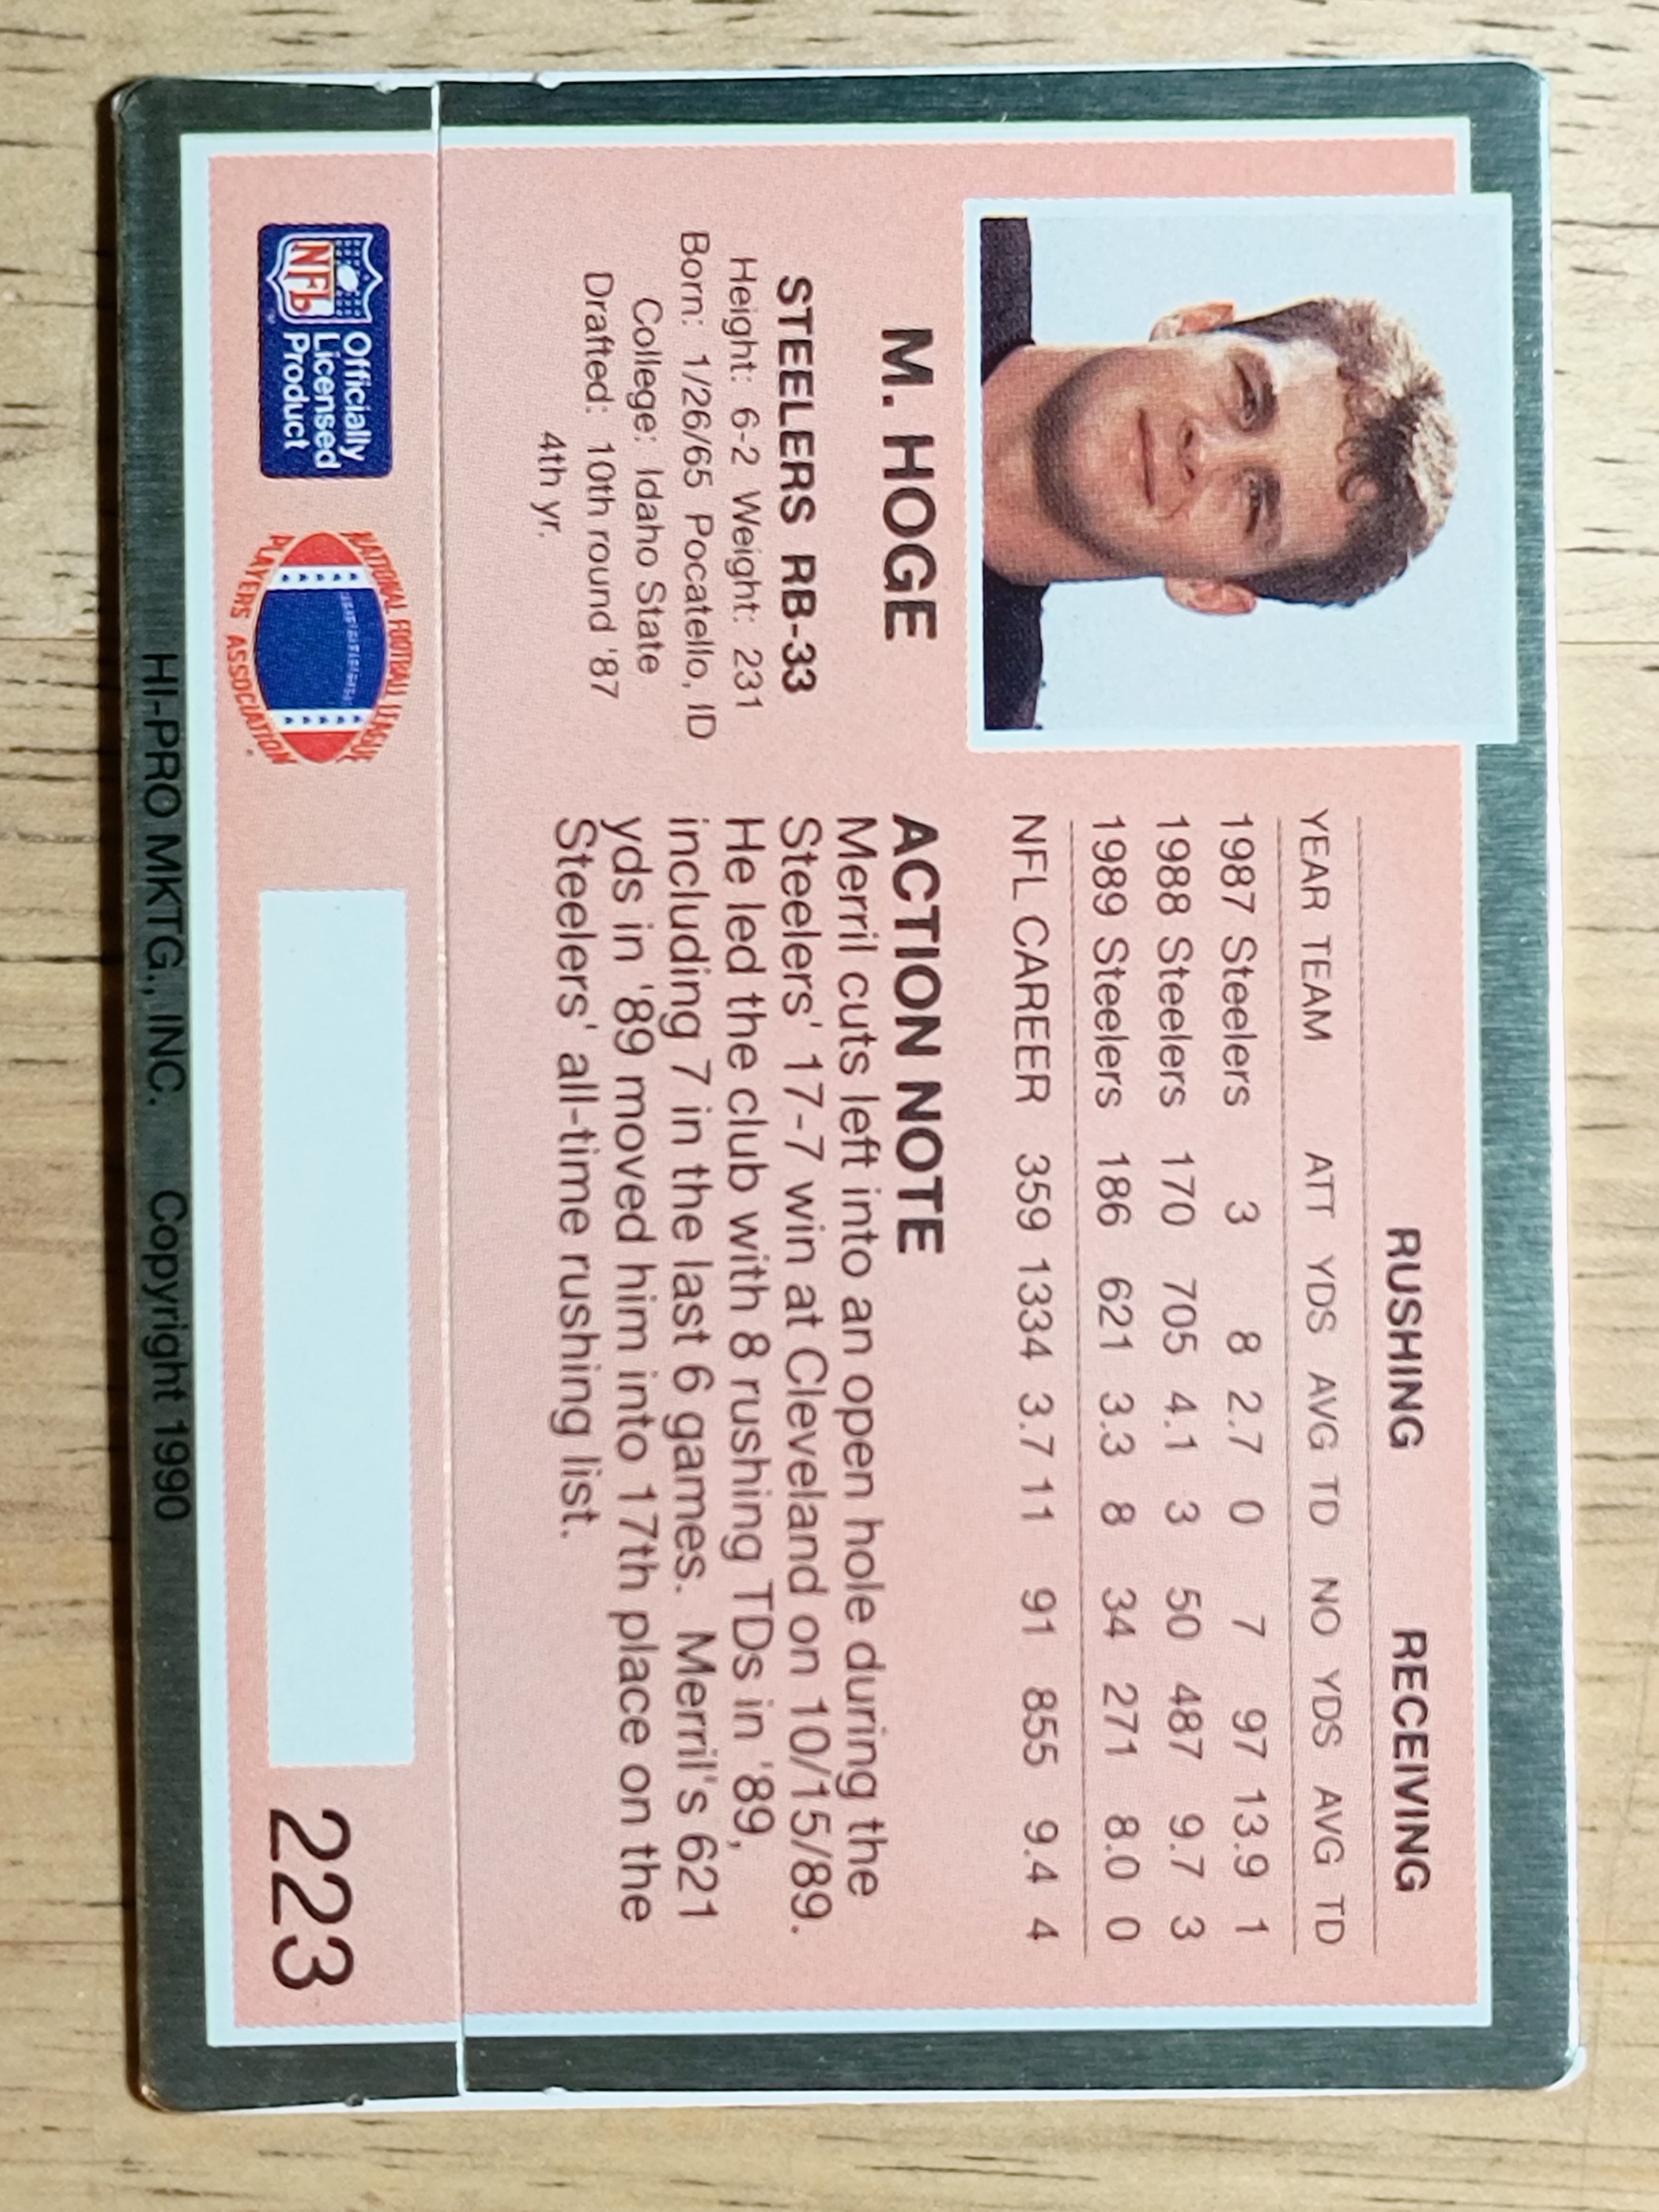 RUSHING RECEIVING
YEAR TEAM ATT YDS AVG TD NO YDS AVG TD
1987 Steelers 3 8 2.7 0 7 97 13.9 1
1988 Steelers 170 705 4.1 3 50 487 9.7 3
1989 Steelers 186 621 3.3 8 34 271 8.0 0
NFL CAREER 359 1334 3.7 11 91 855 9.4 4
M. HOGE
STEELERS RB-33
Height: 6-2 Weight: 231
Born: 1/26/65 Pocatello, ID
College: Idaho State
Drafted: 10th round '87
4th yr.
ACTION NOTE
Merril cuts left into an open hole during the
Steelers' 17-7 win at Cleveland on 10/15/89.
He led the club with 8 rushing TDs in '89,
including 7 in the last 6 games. Merril's 621
yds in '89 moved him into 17th place on the
Steelers' all-time rushing list.
NFL
Officially
Licensed
Product
NATIONAL FOOTBALL LEAGUE
PLAYERS ASSOCIATION
223
HI-PRO MKTG., INC. Copyright 1990